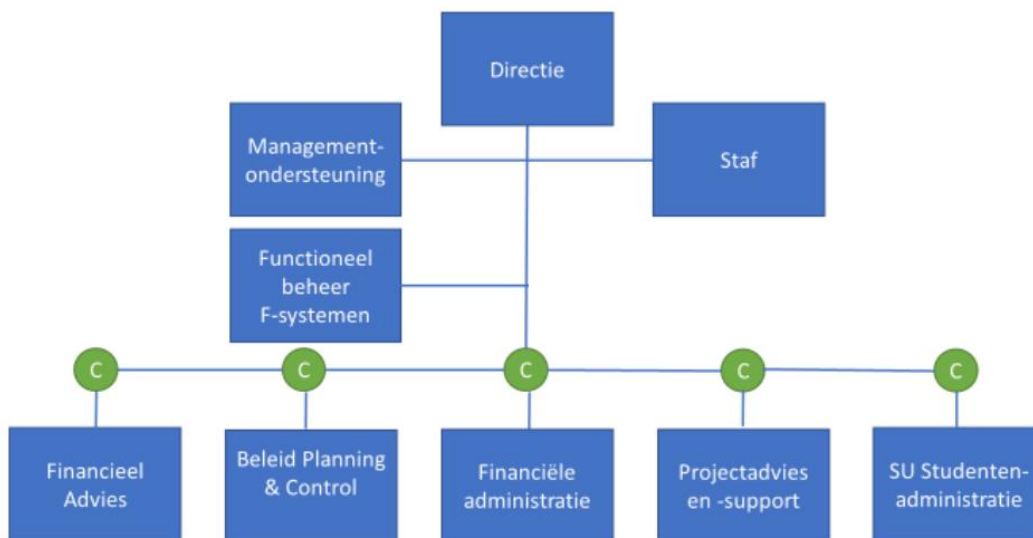 Directie
Management-
ondersteuning
Staf
Functioneel
beheer
F-systemen
C
C
C
C
C
Financieel
Advies
Beleid Planning
& Control
Financiële
administratie
Projectadvies
en -support
SU Studenten-
administratie